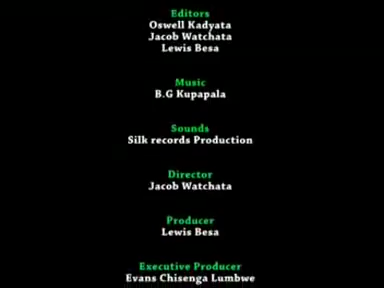 Editors
Oswell Kadyata
Jacob Watchata
Lewis Besa
Music
B.G Kupapala
Sounds
Silk records Production
Director
Jacob Watchata
Producer
Lewis Besa
Executive Producer
Evans Chisenga Lumbwe